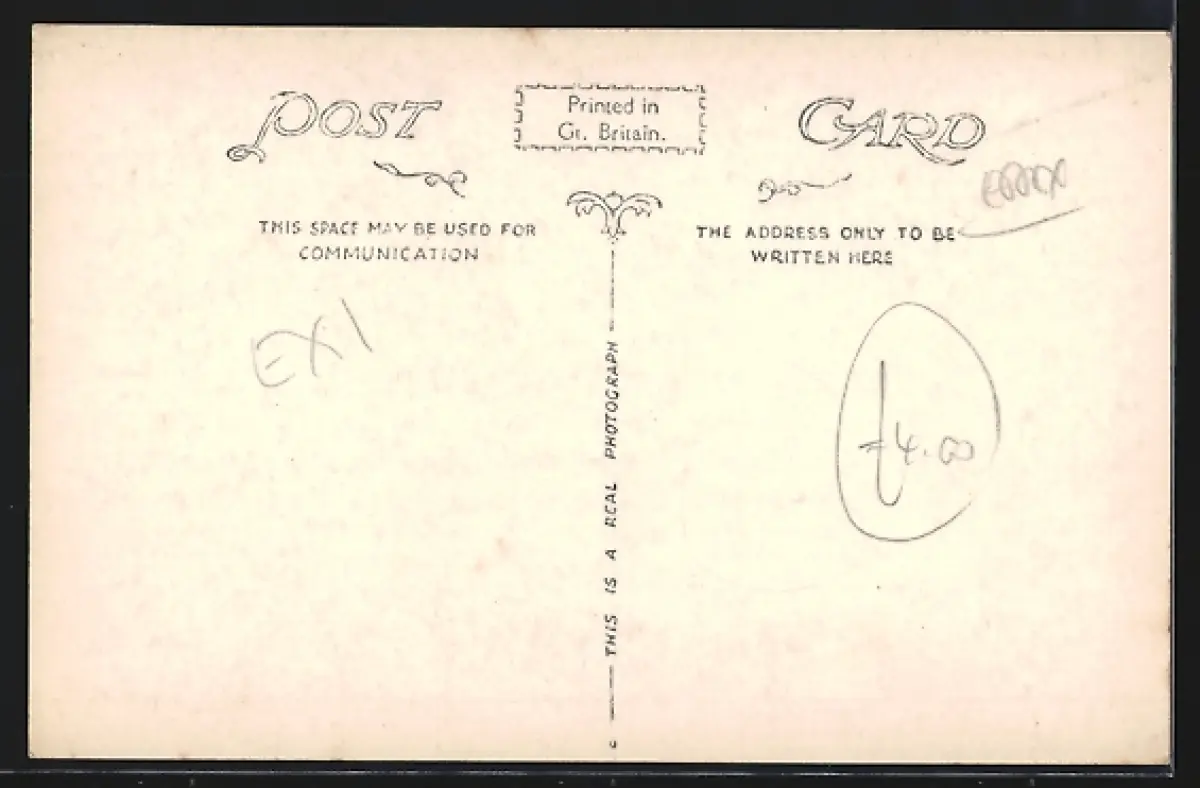 POST CARD
Printed in
Gt. Britain.
THIS SPACE MAY BE USED FOR
COMMUNICATION
THE ADDRESS ONLY TO BE
WRITTEN HERE
THIS IS A REAL PHOTOGRAPH
EX1
£4.00